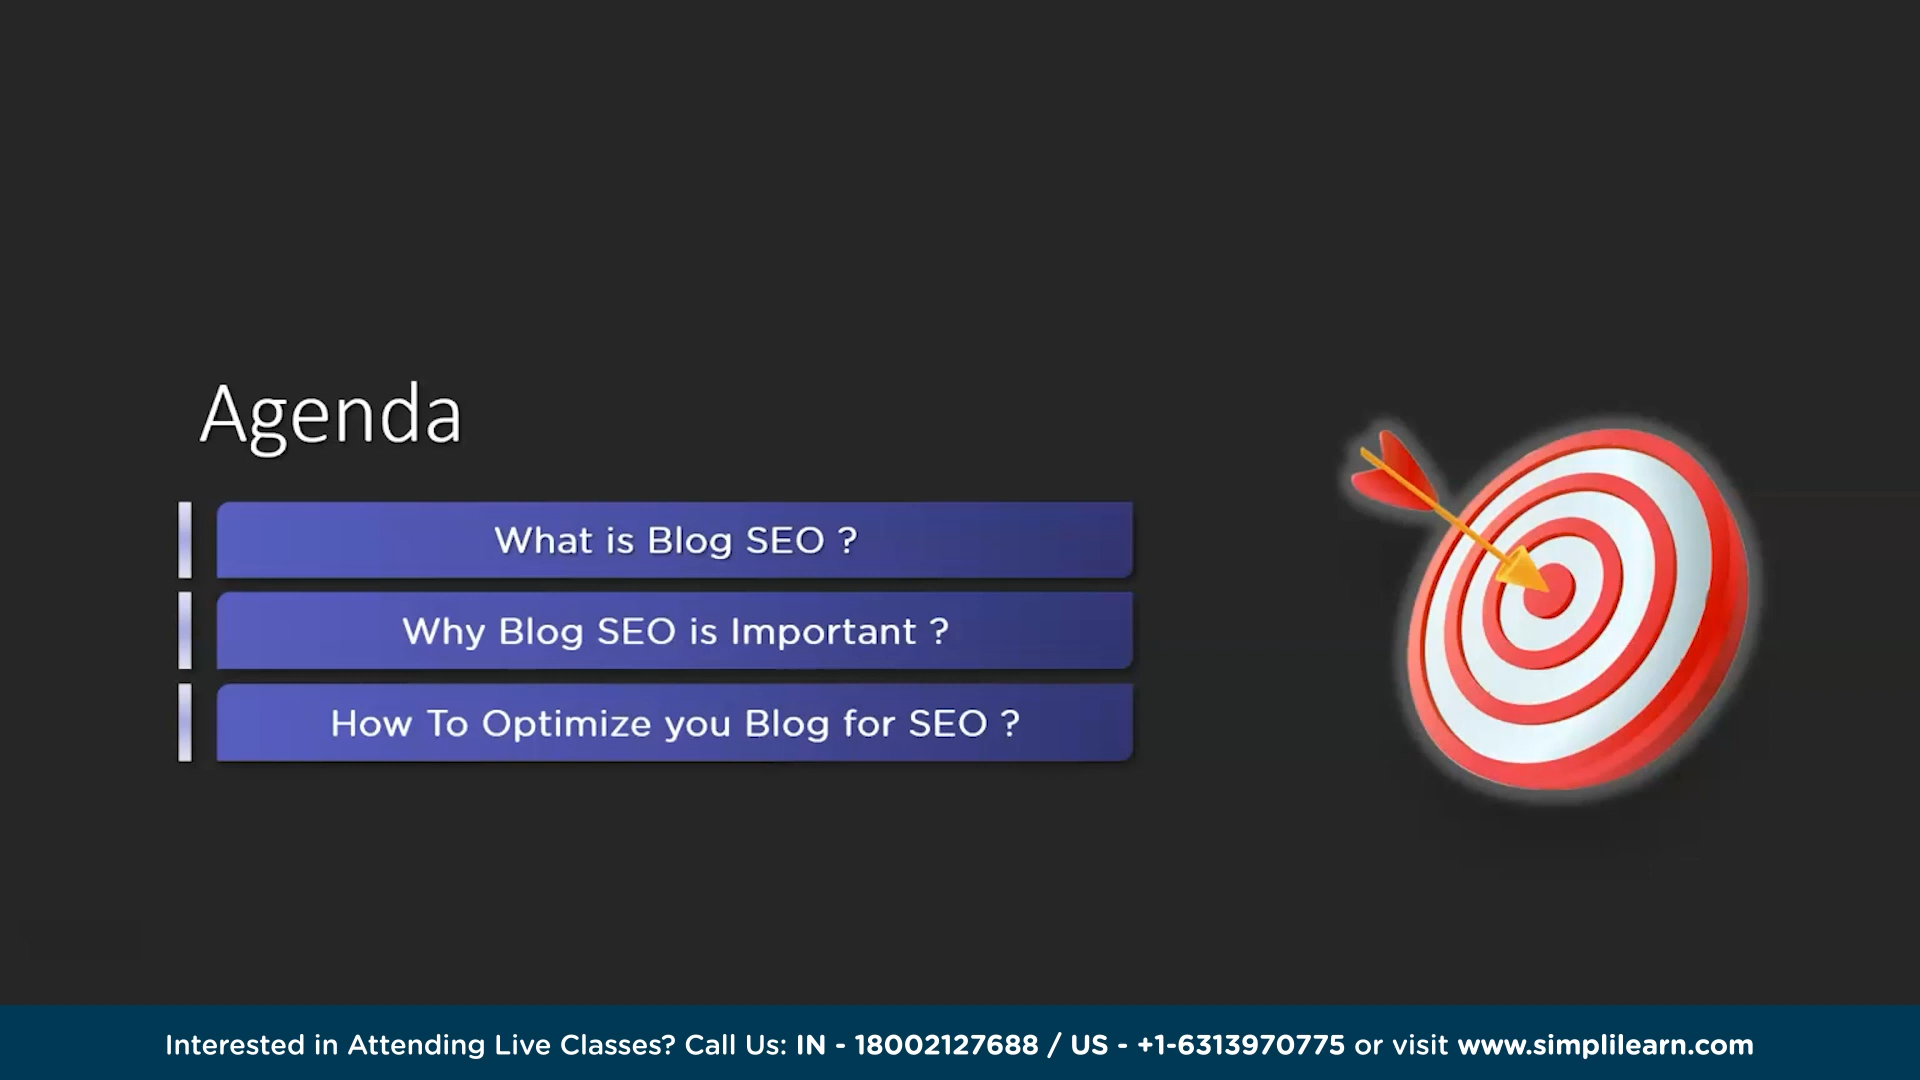 Agenda
What is Blog SEO ?
Why Blog SEO is Important ?
How To Optimize you Blog for SEO ?
Interested in Attending Live Classes? Call Us: IN - 18002127688 / US - +1-6313970775 or visit www.simplilearn.com